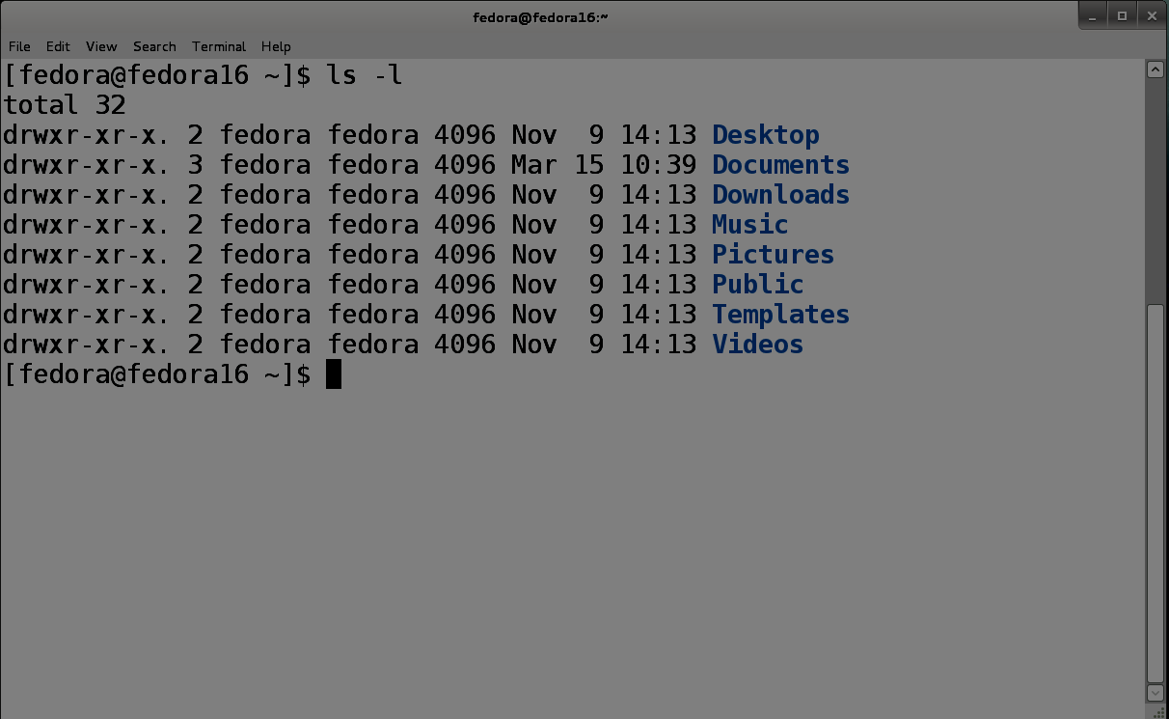 fedora@fedora16:~
File Edit View Search Terminal Help
[fedora@fedora16 ~]$ ls -l
total 32
drwxr-xr-x. 2 fedora fedora 4096 Nov  9 14:13 Desktop
drwxr-xr-x. 3 fedora fedora 4096 Mar 15 10:39 Documents
drwxr-xr-x. 2 fedora fedora 4096 Nov  9 14:13 Downloads
drwxr-xr-x. 2 fedora fedora 4096 Nov  9 14:13 Music
drwxr-xr-x. 2 fedora fedora 4096 Nov  9 14:13 Pictures
drwxr-xr-x. 2 fedora fedora 4096 Nov  9 14:13 Public
drwxr-xr-x. 2 fedora fedora 4096 Nov  9 14:13 Templates
drwxr-xr-x. 2 fedora fedora 4096 Nov  9 14:13 Videos
[fedora@fedora16 ~]$